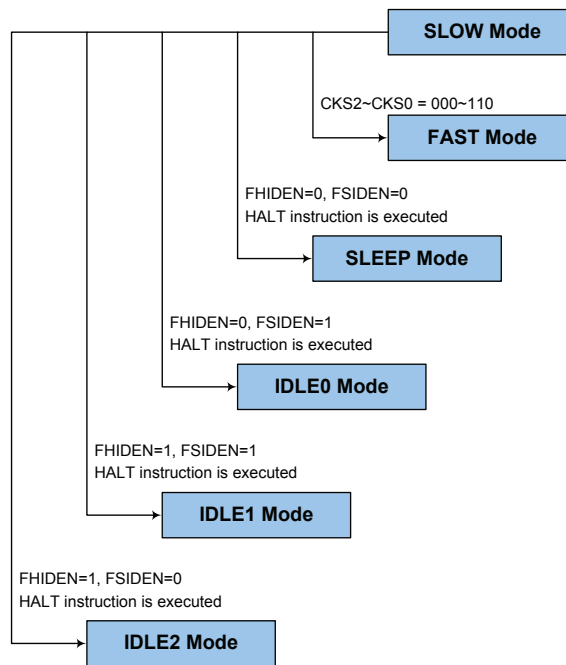 SLOW Mode
CKS2~CKS0 = 000~110
FAST Mode
FHIDEN=0, FSIDEN=0
HALT instruction is executed
SLEEP Mode
FHIDEN=0, FSIDEN=1
HALT instruction is executed
IDLE0 Mode
FHIDEN=1, FSIDEN=1
HALT instruction is executed
IDLE1 Mode
FHIDEN=1, FSIDEN=0
HALT instruction is executed
IDLE2 Mode